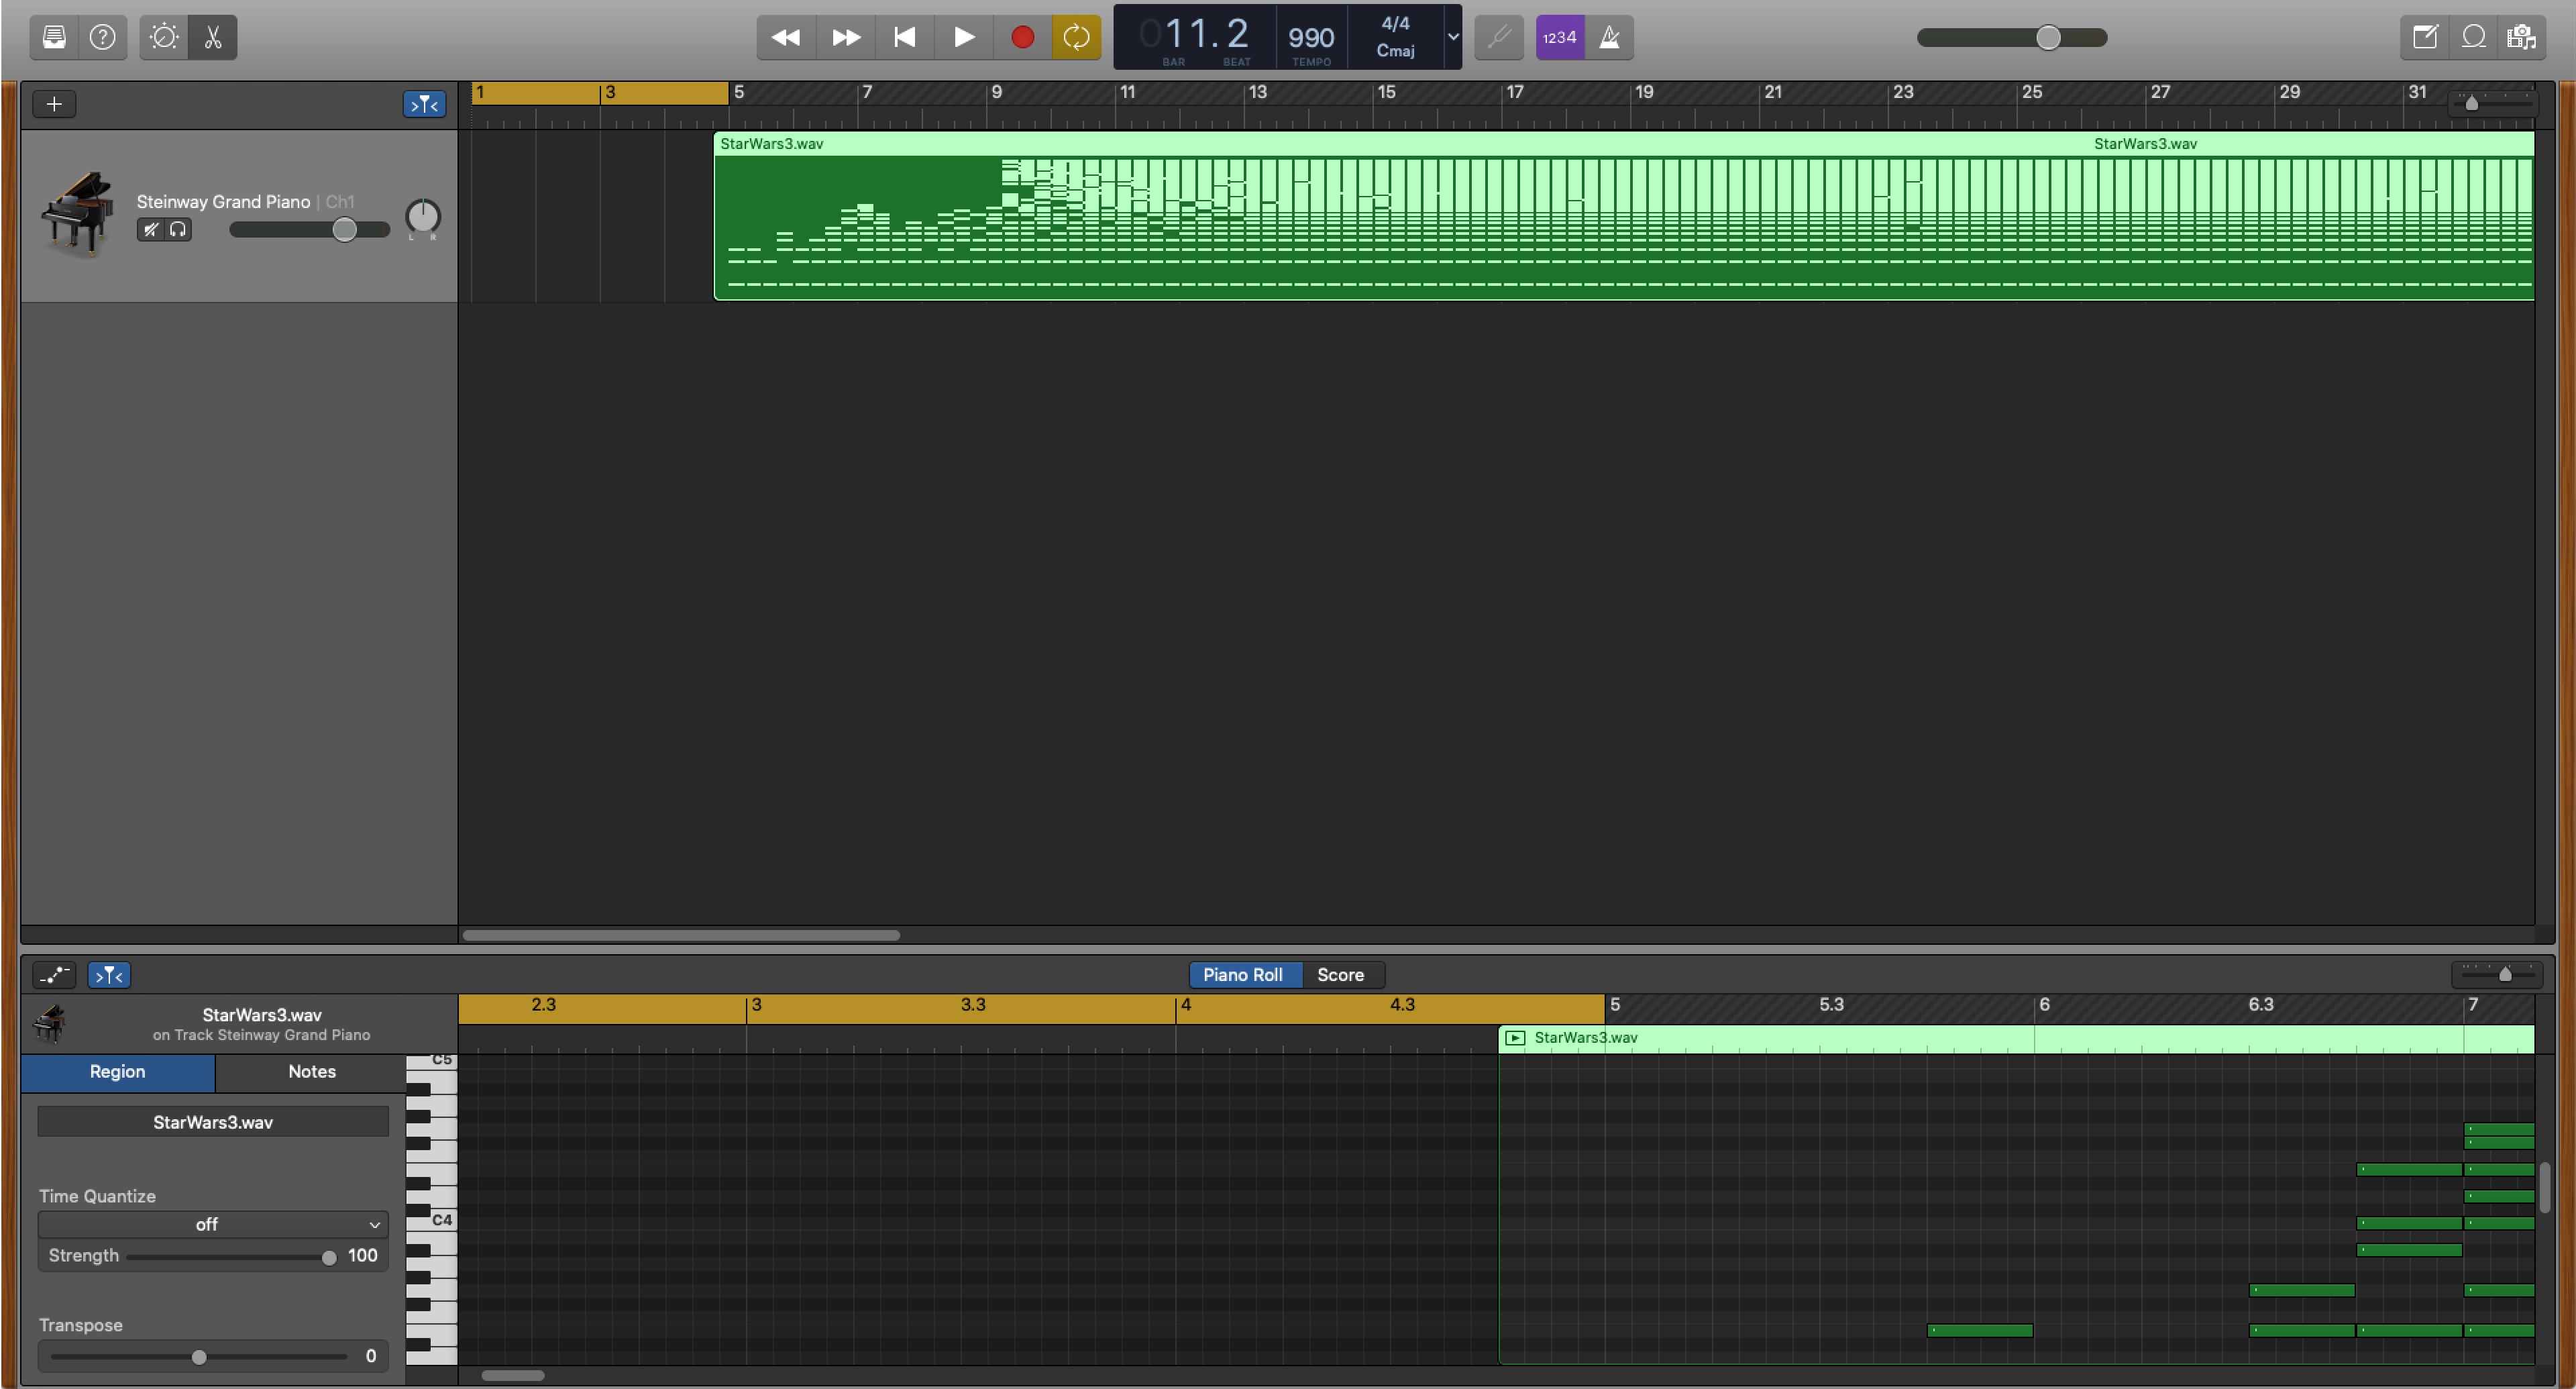 011.2
BAR BEAT
990
TEMPO
4/4
Cmaj
1234
1 3 5 7 9 11 13 15 17 19 21 23 25 27 29 31
StarWars3.wav StarWars3.wav
Steinway Grand Piano | Ch1
L R
Piano Roll Score
2.3 3 3.3 4 4.3 5 5.3 6 6.3 7
StarWars3.wav
on Track Steinway Grand Piano
StarWars3.wav
Region Notes
C5
StarWars3.wav
Time Quantize
off
C4
Strength 100
Transpose
0